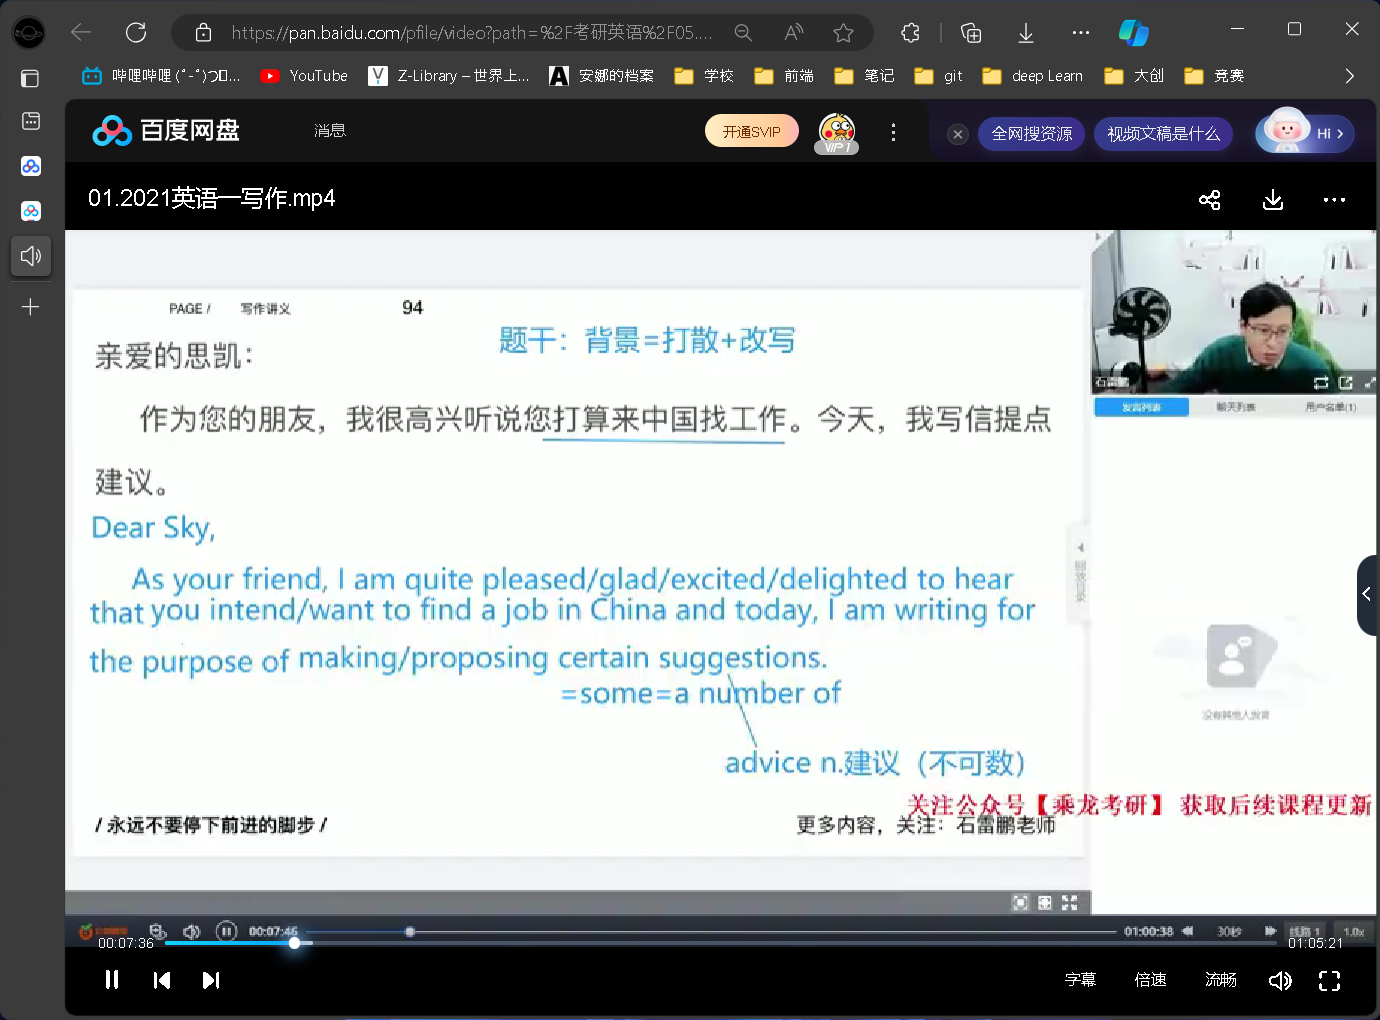 https://pan.baidu.com/pfile/video?path=%2F考研英语%2F05...
哔哩哔哩 (゜-゜)つロ...
YouTube
Z-Library – 世界上...
安娜的档案
学校
前端
笔记
git
deep Learn
大创
竞赛
百度网盘
消息
开通SVIP
VIP 1
全网搜资源
视频文稿是什么
Hi >
01.2021英语一写作.mp4
PAGE / 写作讲义 94
题干：背景=打散+改写
亲爱的思凯：
作为您的朋友，我很高兴听说您打算来中国找工作。今天，我写信提点
建议。
Dear Sky,
As your friend, I am quite pleased/glad/excited/delighted to hear
that you intend/want to find a job in China and today, I am writing for
the purpose of making/proposing certain suggestions.
=some=a number of
advice n.建议（不可数）
/ 永远不要停下前进的脚步 /
更多内容，关注：石雷鹏老师
关注公众号【乘龙考研】 获取后续课程更新
石雷鹏
发言列表
聊天列表
用户名单(1)
没有其他人发言
00:07:46
01:00:38
30秒
线路 1
1.0x
00:07:36
01:05:21
字幕
倍速
流畅